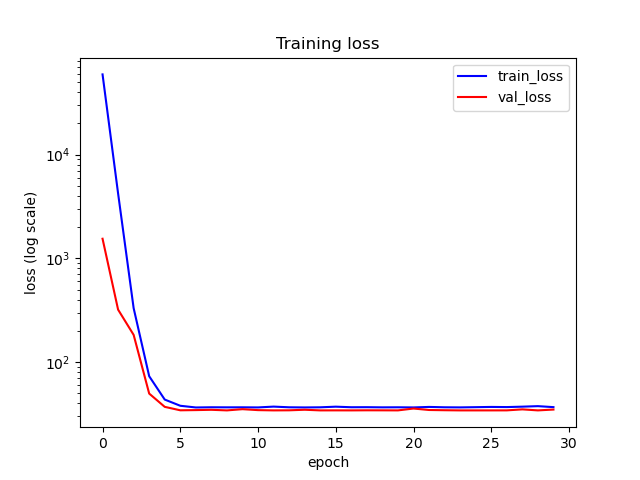 Training loss
train_loss
val_loss
loss (log scale)
10⁴
10³
10²
0 5 10 15 20 25 30
epoch